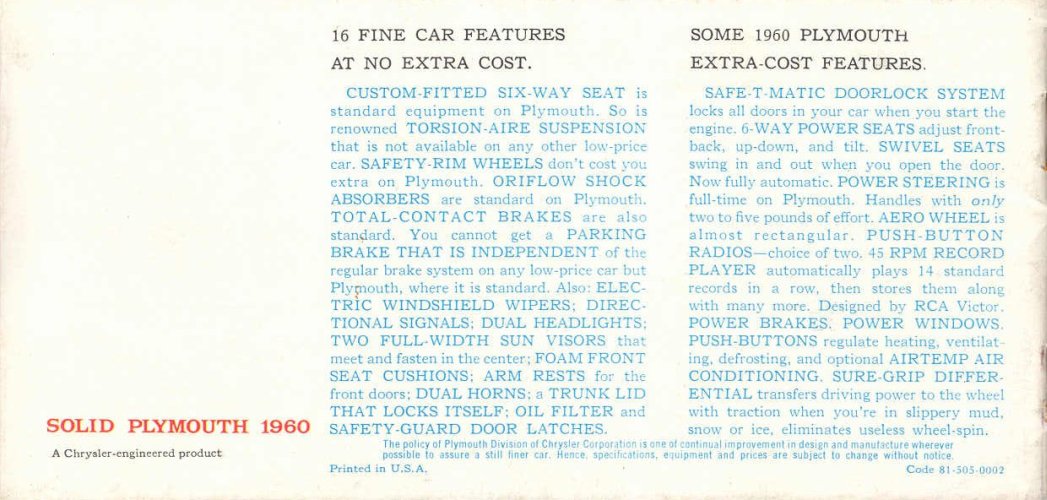 16 FINE CAR FEATURES
AT NO EXTRA COST.
CUSTOM-FITTED SIX-WAY SEAT is
standard equipment on Plymouth. So is
renowned TORSION-AIRE SUSPENSION
that is not available on any other low-price
car. SAFETY-RIM WHEELS don't cost you
extra on Plymouth. ORIFLOW SHOCK
ABSORBERS are standard on Plymouth.
TOTAL-CONTACT BRAKES are also
standard. You cannot get a PARKING
BRAKE THAT IS INDEPENDENT of the
regular brake system on any low-price car but
Plymouth, where it is standard. Also: ELEC-
TRIC WINDSHIELD WIPERS; DIREC-
TIONAL SIGNALS; DUAL HEADLIGHTS;
TWO FULL-WIDTH SUN VISORS that
meet and fasten in the center; FOAM FRONT
SEAT CUSHIONS; ARM RESTS for the
front doors; DUAL HORNS; a TRUNK LID
THAT LOCKS ITSELF; OIL FILTER and
SAFETY-GUARD DOOR LATCHES.
SOME 1960 PLYMOUTH
EXTRA-COST FEATURES.
SAFE-T-MATIC DOORLOCK SYSTEM
locks all doors in your car when you start the
engine. 6-WAY POWER SEATS adjust front-
back, up-down, and tilt. SWIVEL SEATS
swing in and out when you open the door.
Now fully automatic. POWER STEERING is
full-time on Plymouth. Handles with only
two to five pounds of effort. AERO WHEEL is
almost rectangular. PUSH-BUTTON
RADIOS—choice of two. 45 RPM RECORD
PLAYER automatically plays 14 standard
records in a row, then stores them along
with many more. Designed by RCA Victor.
POWER BRAKES. POWER WINDOWS.
PUSH-BUTTONS regulate heating, ventilat-
ing, defrosting, and optional AIRTEMP AIR
CONDITIONING. SURE-GRIP DIFFER-
ENTIAL transfers driving power to the wheel
with traction when you're in slippery mud,
snow or ice, eliminates useless wheel-spin.
SOLID PLYMOUTH 1960
A Chrysler-engineered product
The policy of Plymouth Division of Chrysler Corporation is one of continual improvement in design and manufacture wherever
possible to assure a still finer car. Hence, specifications, equipment and prices are subject to change without notice.
Printed in U.S.A.
Code 81-505-0002